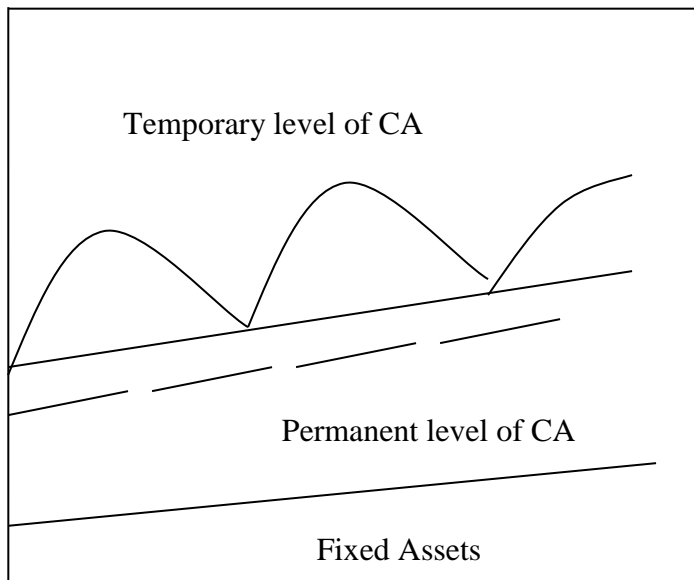 Temporary level of CA
Permanent level of CA
Fixed Assets